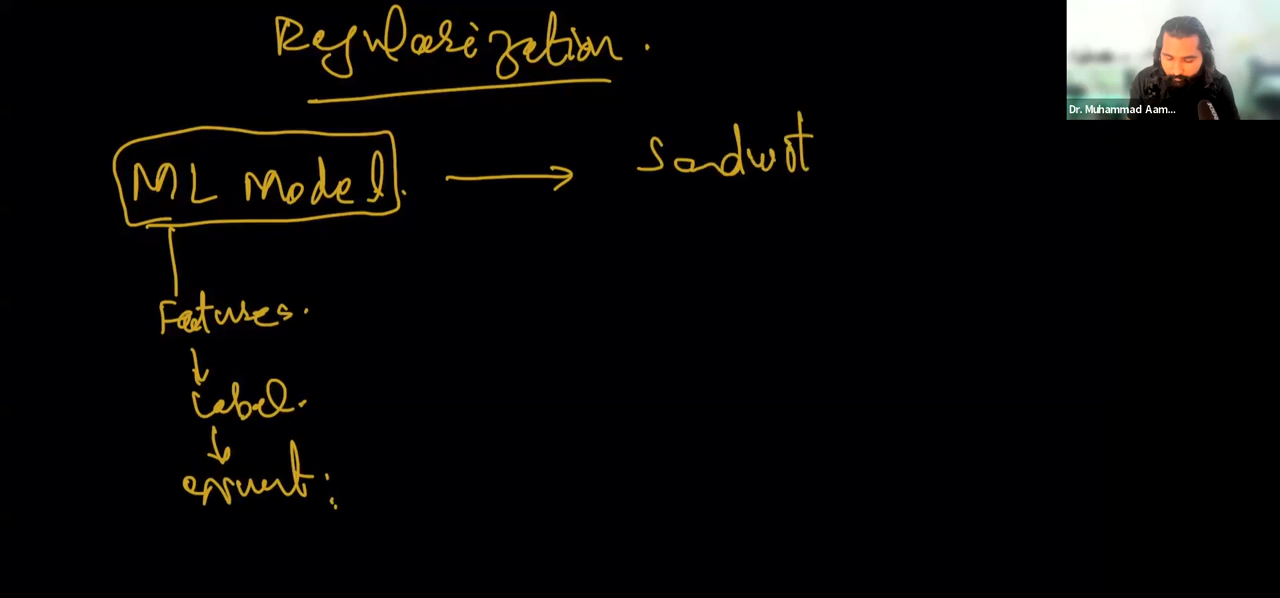 Regularization.
Dr. Muhammad Aam...
ML Model.
Features.
Label.